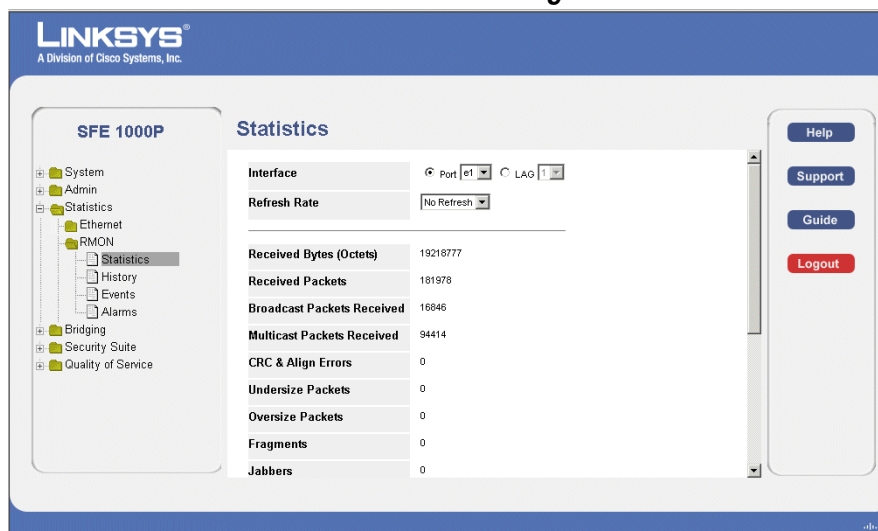 LINKSYS®
A Division of Cisco Systems, Inc.
SFE 1000P
System
Admin
Statistics
Ethernet
RMON
Statistics
History
Events
Alarms
Bridging
Security Suite
Quality of Service
Statistics
Interface Port e1 LAG 1
Refresh Rate No Refresh
Received Bytes (Octets) 19218777
Received Packets 181978
Broadcast Packets Received 16846
Multicast Packets Received 94414
CRC & Align Errors 0
Undersize Packets 0
Oversize Packets 0
Fragments 0
Jabbers 0
Help
Support
Guide
Logout